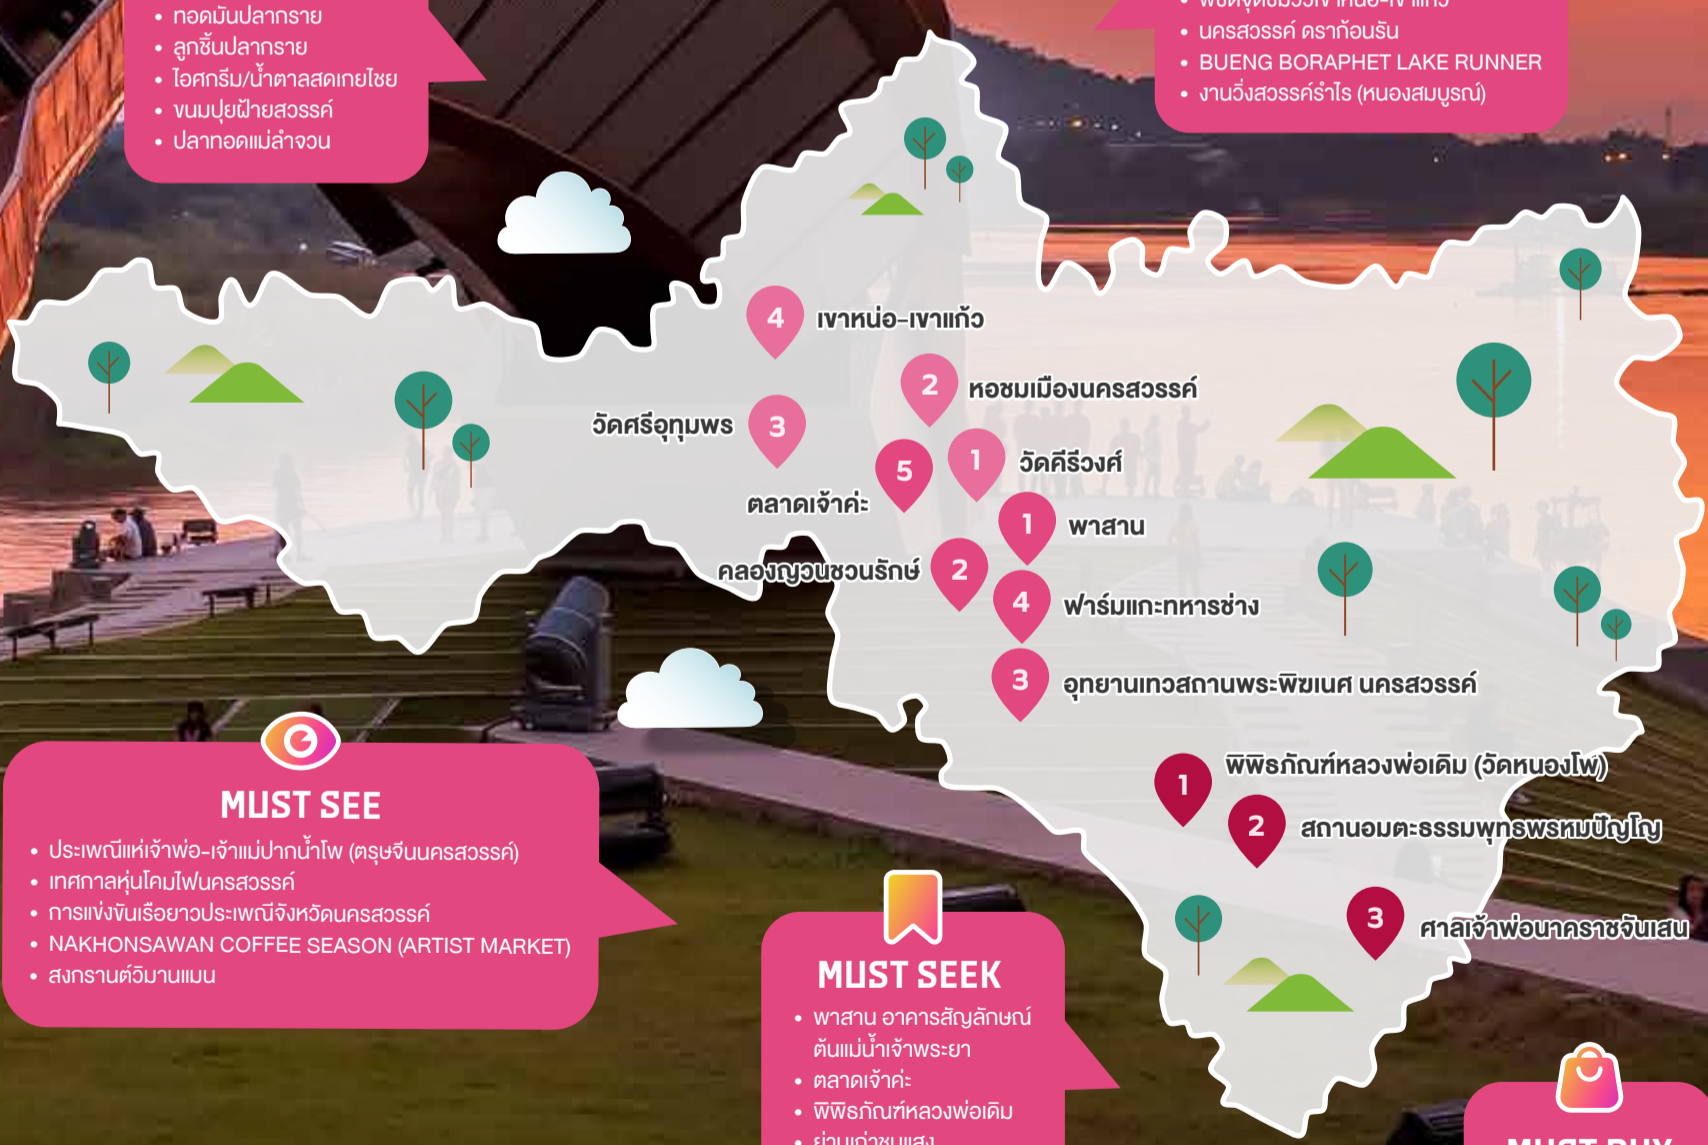 • ทอดมันปลากราย
• ลูกชิ้นปลากราย
• ไอศกรีม/น้ำตาลสดเกยไชย
• ขนมปุยฝ้ายสวรรค์
• ปลาทอดแม่ลำจวน
• นครสวรรค์ ดราก้อนรัน
• BUENG BORAPHET LAKE RUNNER
• งานวิ่งสวรรค์รำไร (หนองสมบูรณ์)
4 เขาหน่อ-เขาแก้ว
2 หอชมเมืองนครสวรรค์
วัดศรีอุทุมพร 3
1 วัดคีรีวงศ์
ตลาดเจ้าค่ะ 5
1 พาสาน
คลองญวนชวนรักษ์ 2
4 ฟาร์มแกะทหารช่าง
3 อุทยานเทวสถานพระพิฆเนศ นครสวรรค์
1 พิพิธภัณฑ์หลวงพ่อเดิม (วัดหนองโพ)
2 สถานอมตะธรรมพุทธพรหมปัญโญ
3 ศาลเจ้าพ่อนาคราชจันเสน
MUST SEE
• ประเพณีแห่เจ้าพ่อ-เจ้าแม่ปากน้ำโพ (ตรุษจีนนครสวรรค์)
• เทศกาลหุ่นโคมไฟนครสวรรค์
• การแข่งขันเรือยาวประเพณีจังหวัดนครสวรรค์
• NAKHONSAWAN COFFEE SEASON (ARTIST MARKET)
• สงกรานต์วิมานแมน
MUST SEEK
• พาสาน อาคารสัญลักษณ์
ต้นแม่น้ำเจ้าพระยา
• ตลาดเจ้าค่ะ
• พิพิธภัณฑ์หลวงพ่อเดิม
• ย่านเก่าชุมแสง
MUST BUY